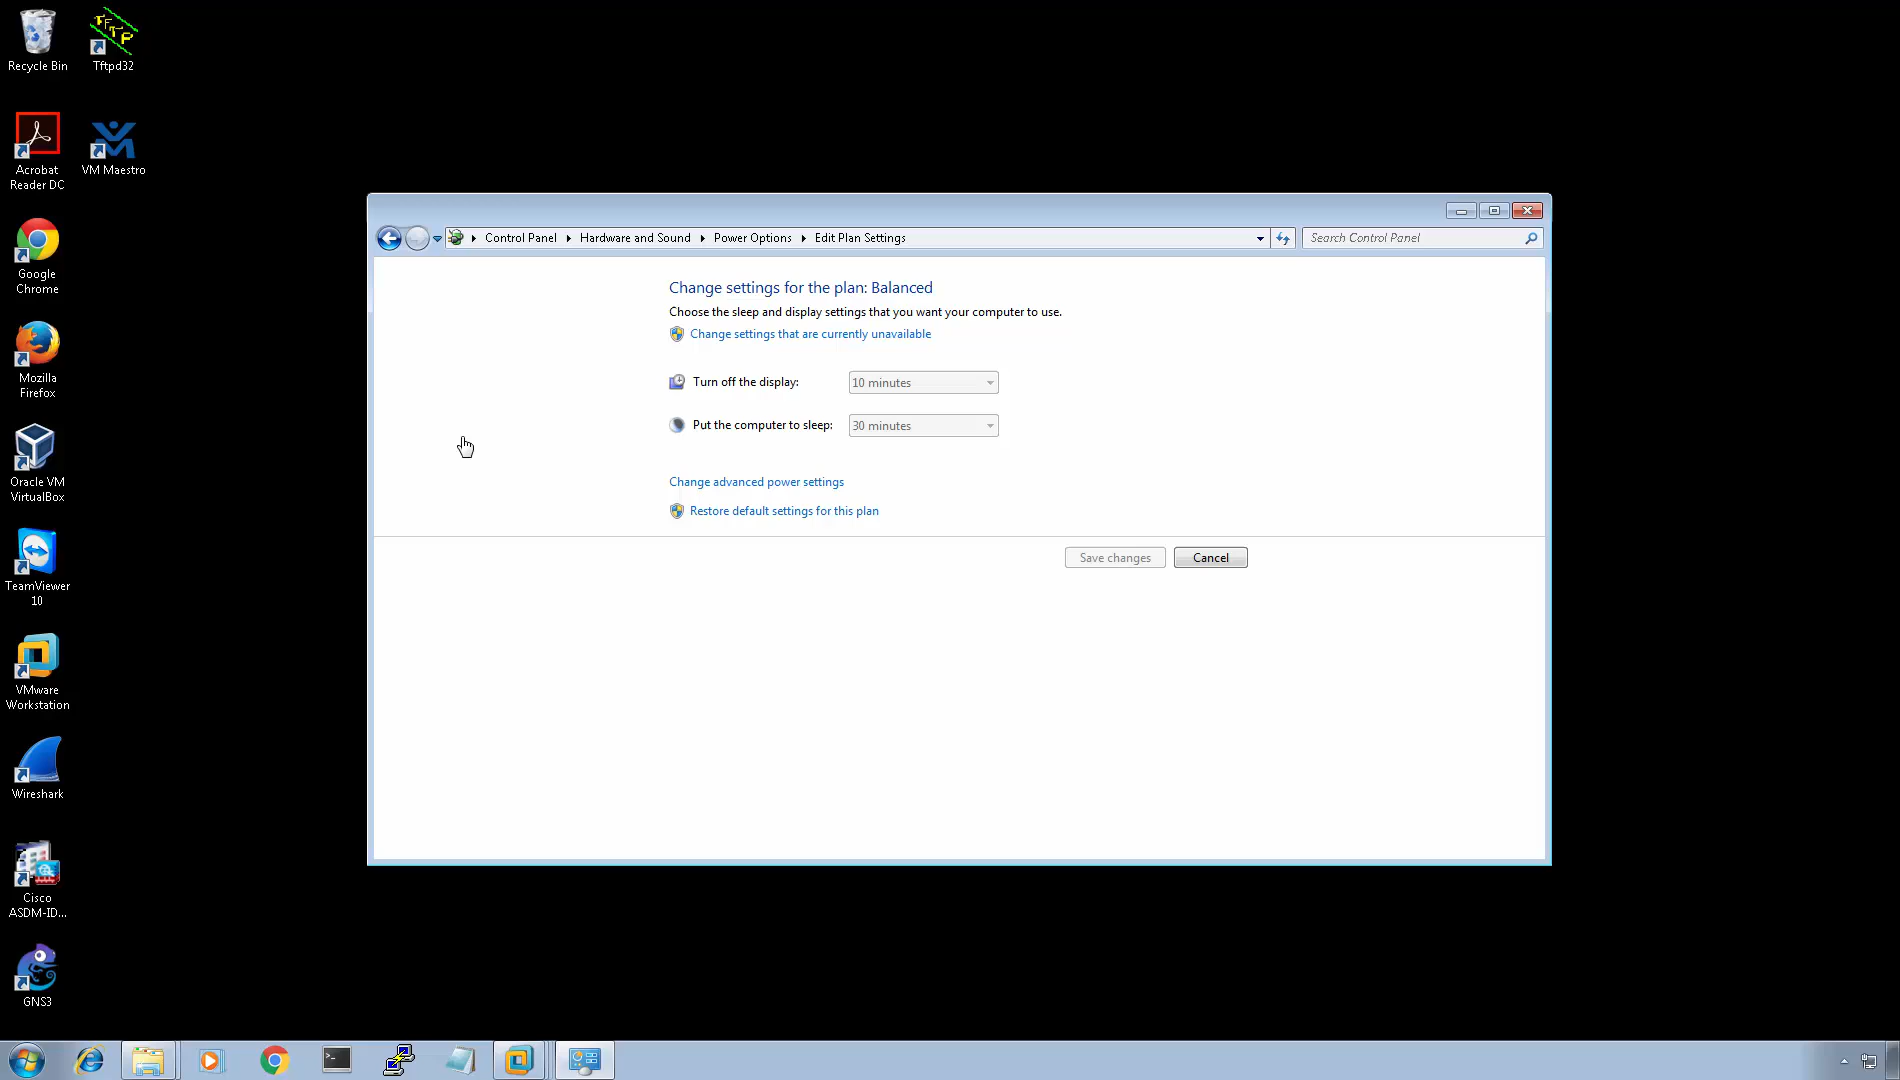 Recycle Bin
Tftpd32
Acrobat
Reader DC
VM Maestro
Google
Chrome
Mozilla
Firefox
Oracle VM
VirtualBox
TeamViewer
10
VMware
Workstation
Wireshark
Cisco
ASDM-ID...
GNS3
Control Panel
Hardware and Sound
Power Options
Edit Plan Settings
Search Control Panel
Change settings for the plan: Balanced
Choose the sleep and display settings that you want your computer to use.
Change settings that are currently unavailable
Turn off the display:
10 minutes
Put the computer to sleep:
30 minutes
Change advanced power settings
Restore default settings for this plan
Save changes
Cancel